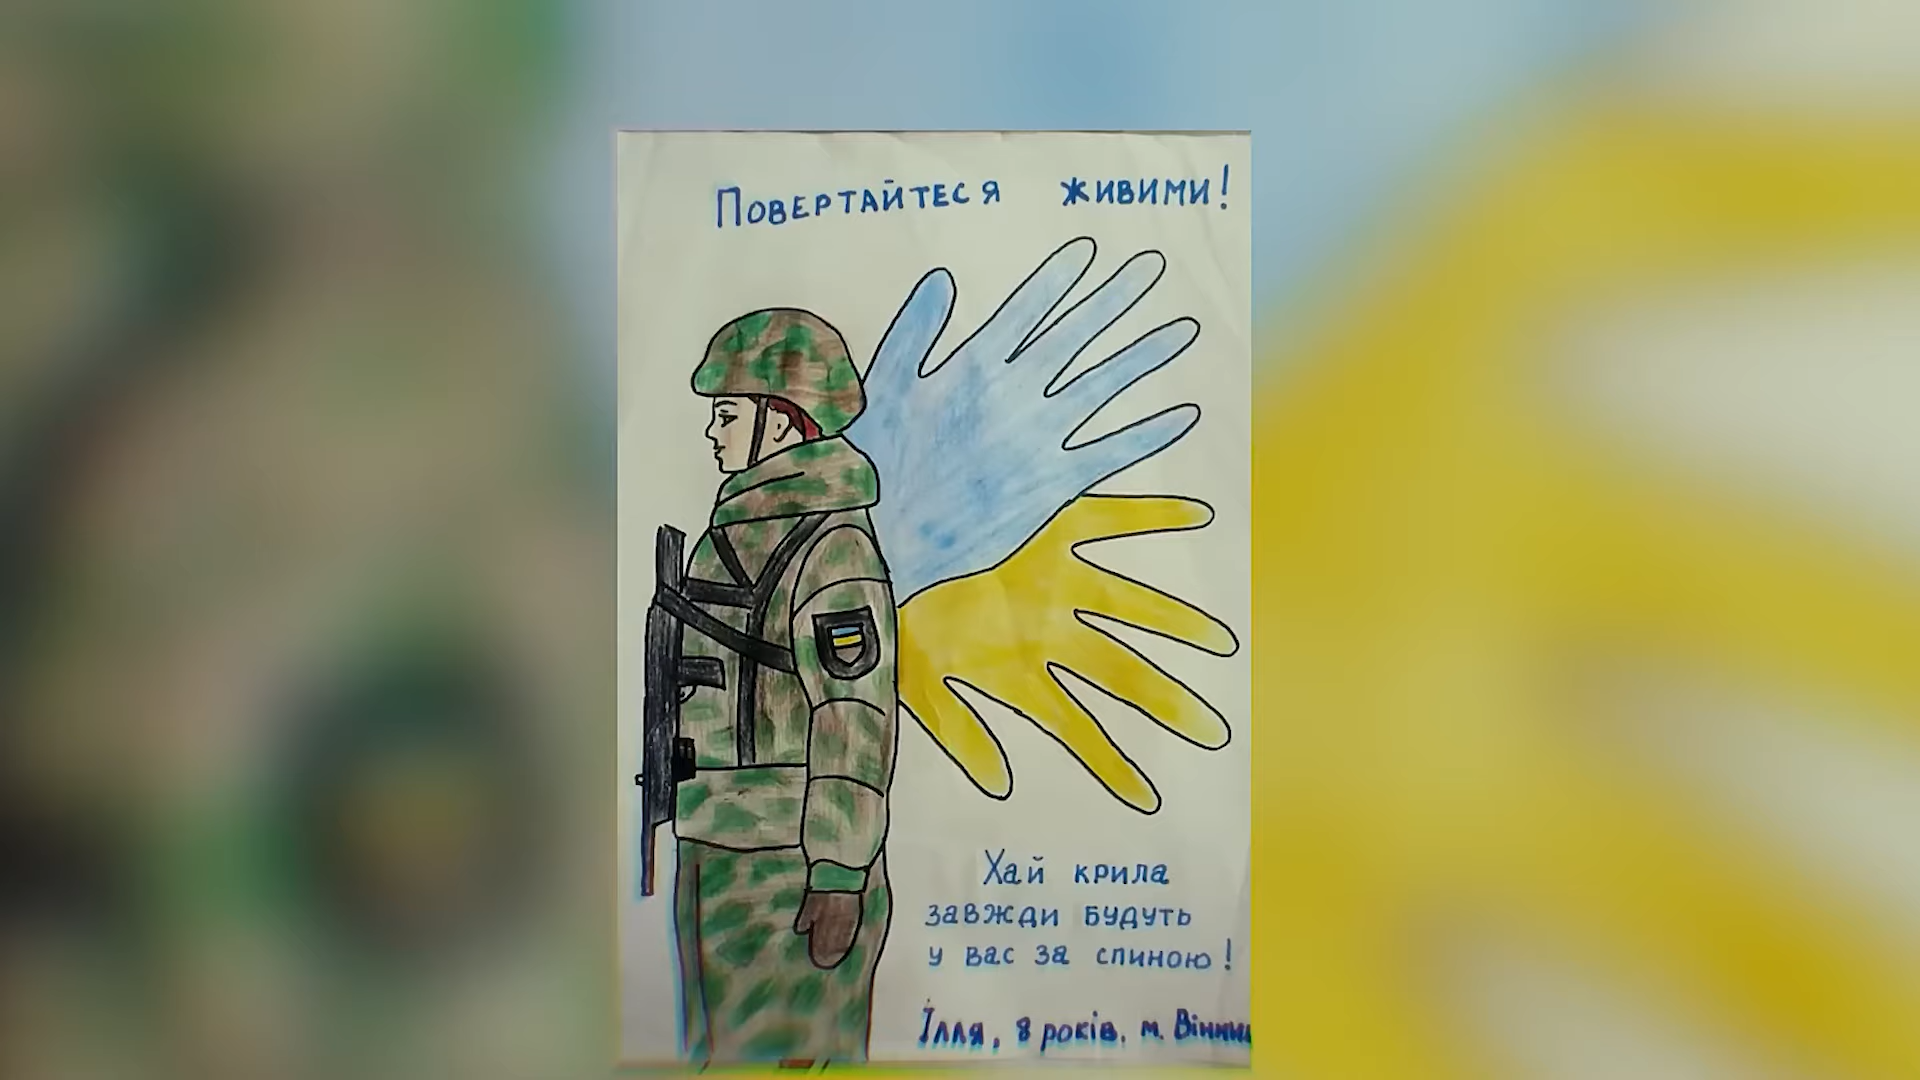 Повертайтеся живими!
Хай крила
завжди будуть
у вас за спиною!
Ілля, 8 років. м.